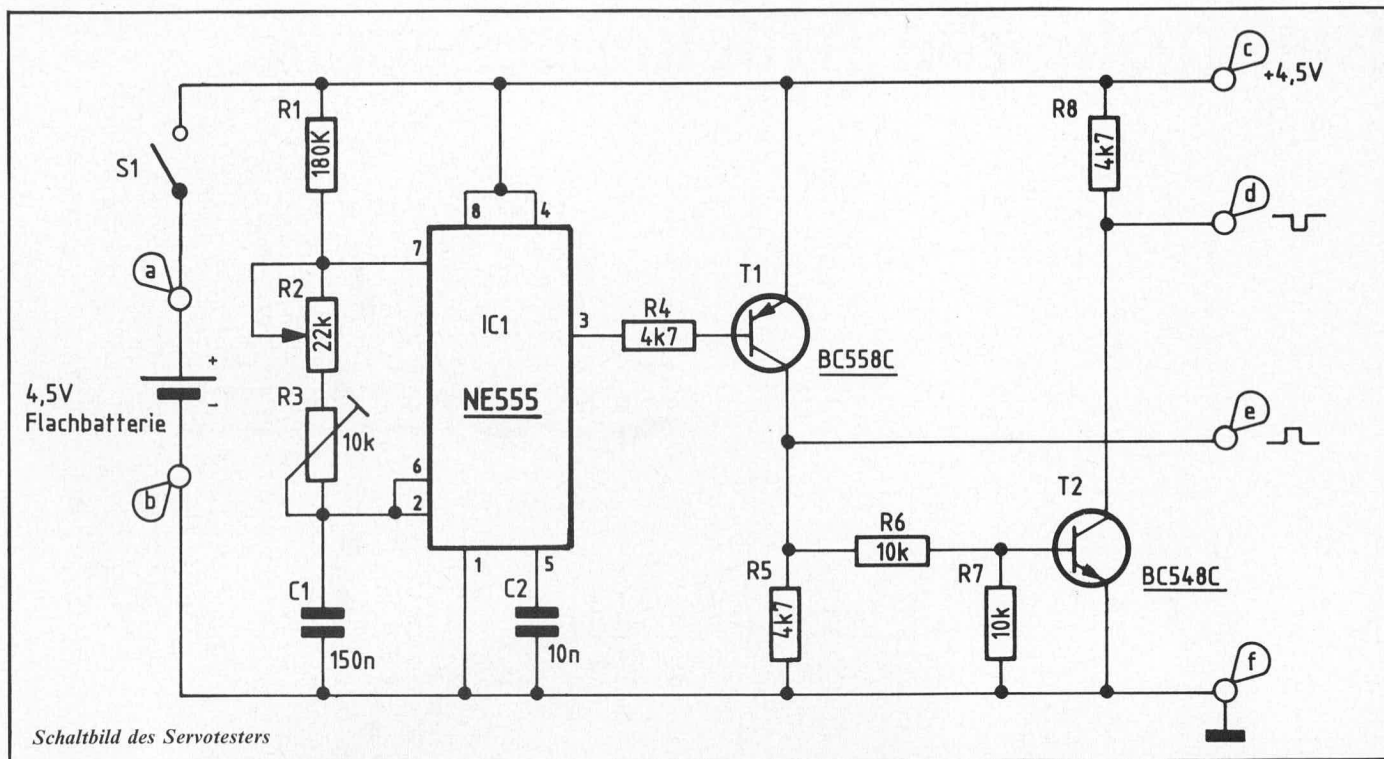 c
+4,5V
R1
180K
R8
4k7
S1
8
4
d
7
a
R2
22k
T1
IC1
3
R4
4k7
BC558C
+
4,5V
Flachbatterie
-
R3
10k
NE555
e
6
2
b
T2
R6
10k
C1
150n
1
5
C2
10n
R5
4k7
R7
10k
BC548C
f
Schaltbild des Servotesters